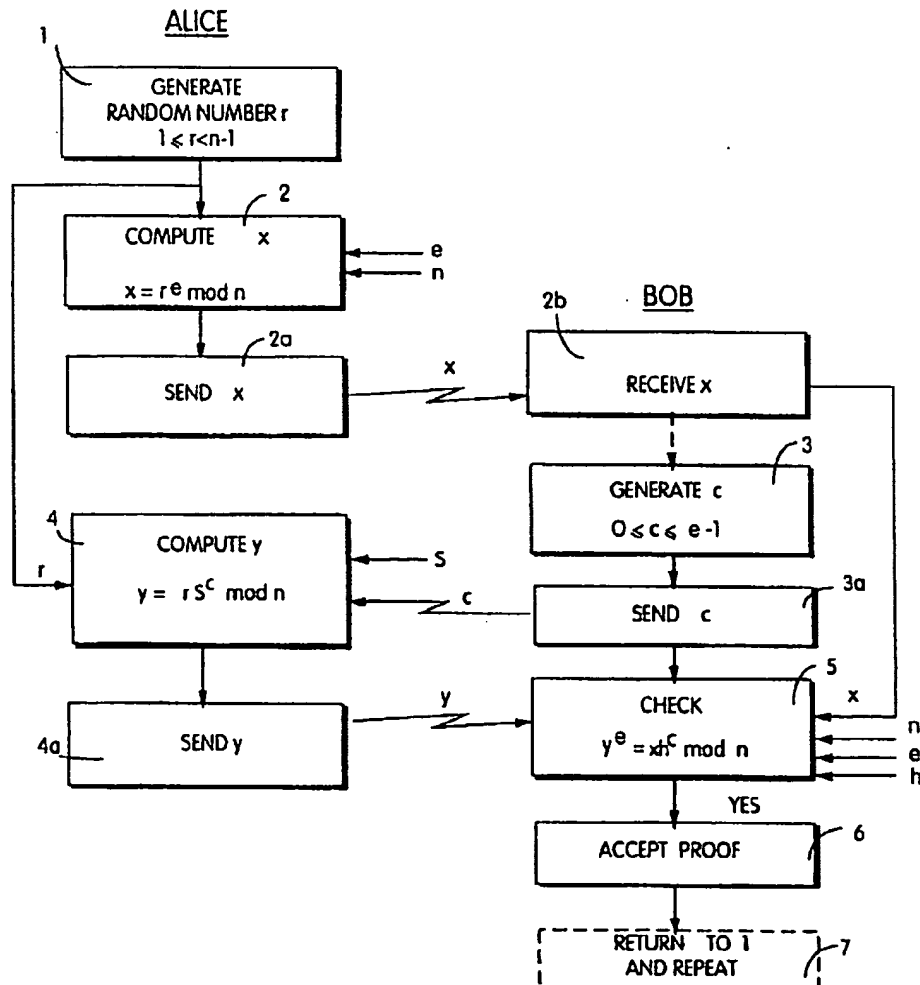 ALICE
1
GENERATE
RANDOM NUMBER r
1 ⩽ r<n-1
2
COMPUTE x
x = r^e mod n
e
n
2a
SEND x
x
BOB
2b
RECEIVE x
3
GENERATE c
0 ⩽ c ⩽ e -1
4
COMPUTE y
y = r S^c mod n
r
S
c
3a
SEND c
4a
SEND y
y
5
CHECK
y^e = xh^c mod n
x
n
e
h
YES
6
ACCEPT PROOF
7
RETURN TO 1
AND REPEAT